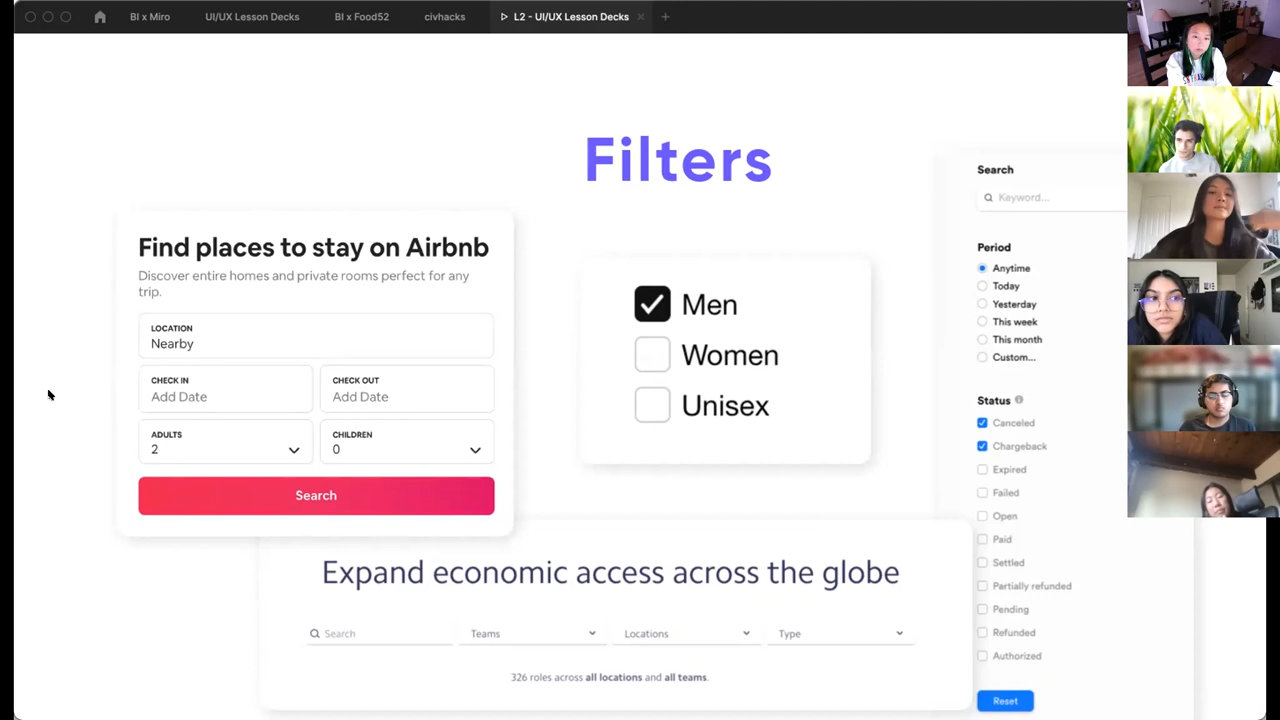 BI x Miro
UI/UX Lesson Decks
BI x Food52
civhacks
L2 - UI/UX Lesson Decks
Filters
Find places to stay on Airbnb
Discover entire homes and private rooms perfect for any
trip.
LOCATION
Nearby
CHECK IN
Add Date
CHECK OUT
Add Date
ADULTS
2
CHILDREN
0
Search
Men
Women
Unisex
Search
Keyword...
Period
Anytime
Today
Yesterday
This week
This month
Custom...
Status
Canceled
Chargeback
Expired
Failed
Open
Paid
Settled
Partially refunded
Pending
Refunded
Authorized
Reset
Expand economic access across the globe
Search
Teams
Locations
Type
326 roles across all locations and all teams.